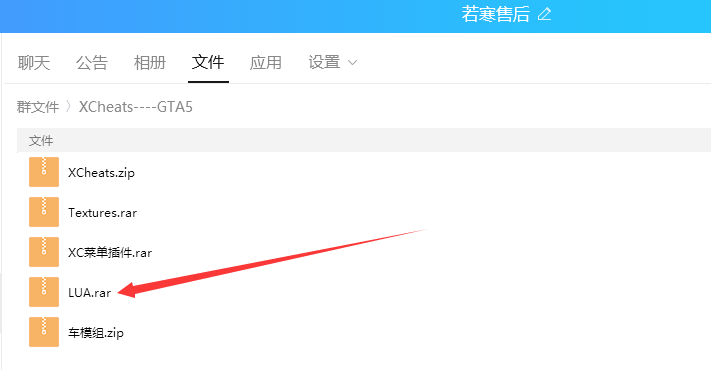 若寒售后
聊天 公告 相册 文件 应用 设置
群文件 〉XCheats----GTA5
文件
XCheats.zip
Textures.rar
XC菜单插件.rar
LUA.rar
车模组.zip